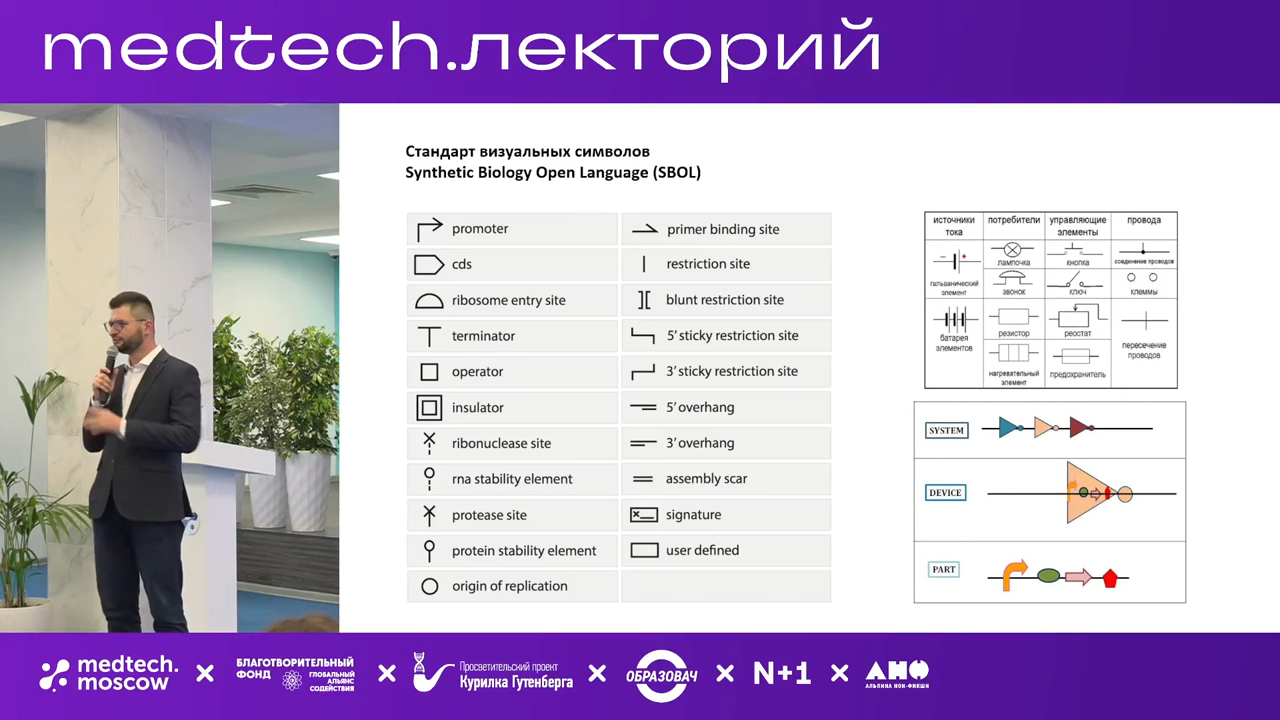 medtech.лекторий
Стандарт визуальных символов
Synthetic Biology Open Language (SBOL)
promoter
cds
ribosome entry site
terminator
operator
insulator
ribonuclease site
rna stability element
protease site
protein stability element
origin of replication
primer binding site
restriction site
blunt restriction site
5' sticky restriction site
3' sticky restriction site
5' overhang
3' overhang
assembly scar
signature
user defined
источники
тока
потребители
управляющие
элементы
провода
гальванический
элемент
лампочка
кнопка
соединение проводов
звонок
ключ
клеммы
батарея
элементов
резистор
реостат
пересечение
проводов
нагревательный
элемент
предохранитель
SYSTEM
DEVICE
PART
medtech.
moscow
БЛАГОТВОРИТЕЛЬНЫЙ
ФОНД
ГЛОБАЛЬНЫЙ
АЛЬЯНС
СОДЕЙСТВИЯ
Просветительский проект
Курилка Гутенберга
ОБРАЗОВАЧ
N+1
АНФ
АЛЬПИНА НОН-ФИКШН